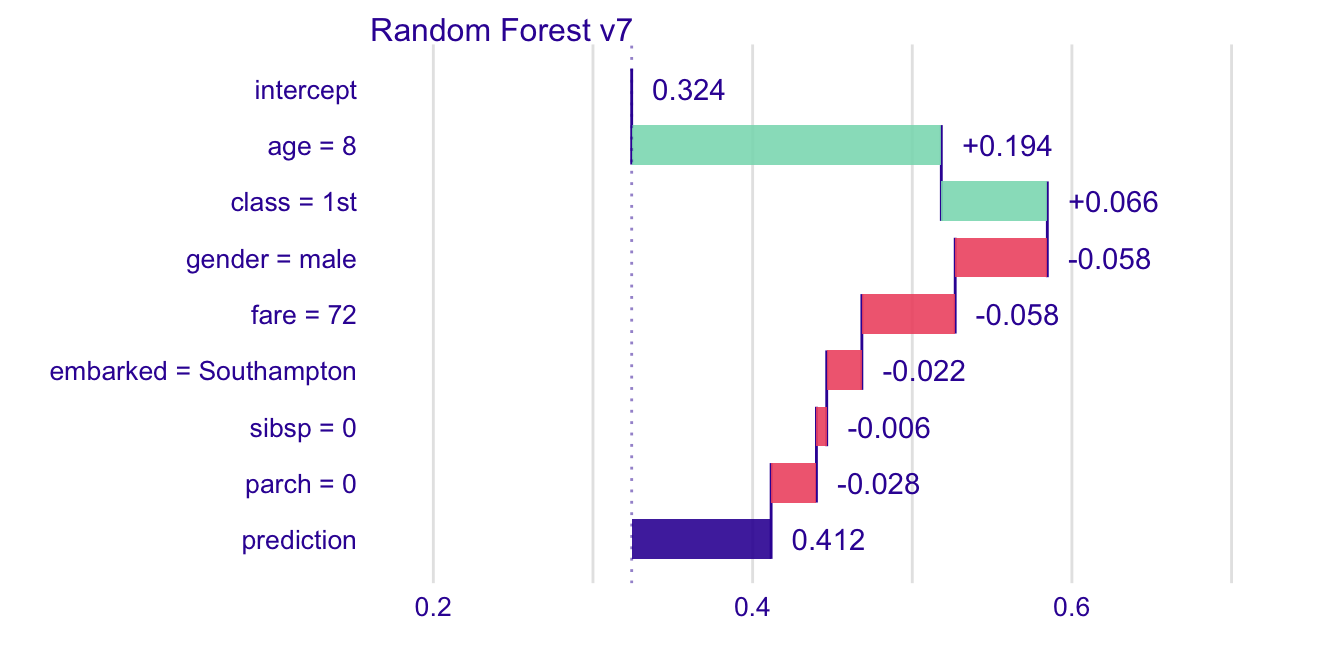 Random Forest v7
intercept 0.324
age = 8 +0.194
class = 1st +0.066
gender = male -0.058
fare = 72 -0.058
embarked = Southampton -0.022
sibsp = 0 -0.006
parch = 0 -0.028
prediction 0.412
0.2 0.4 0.6